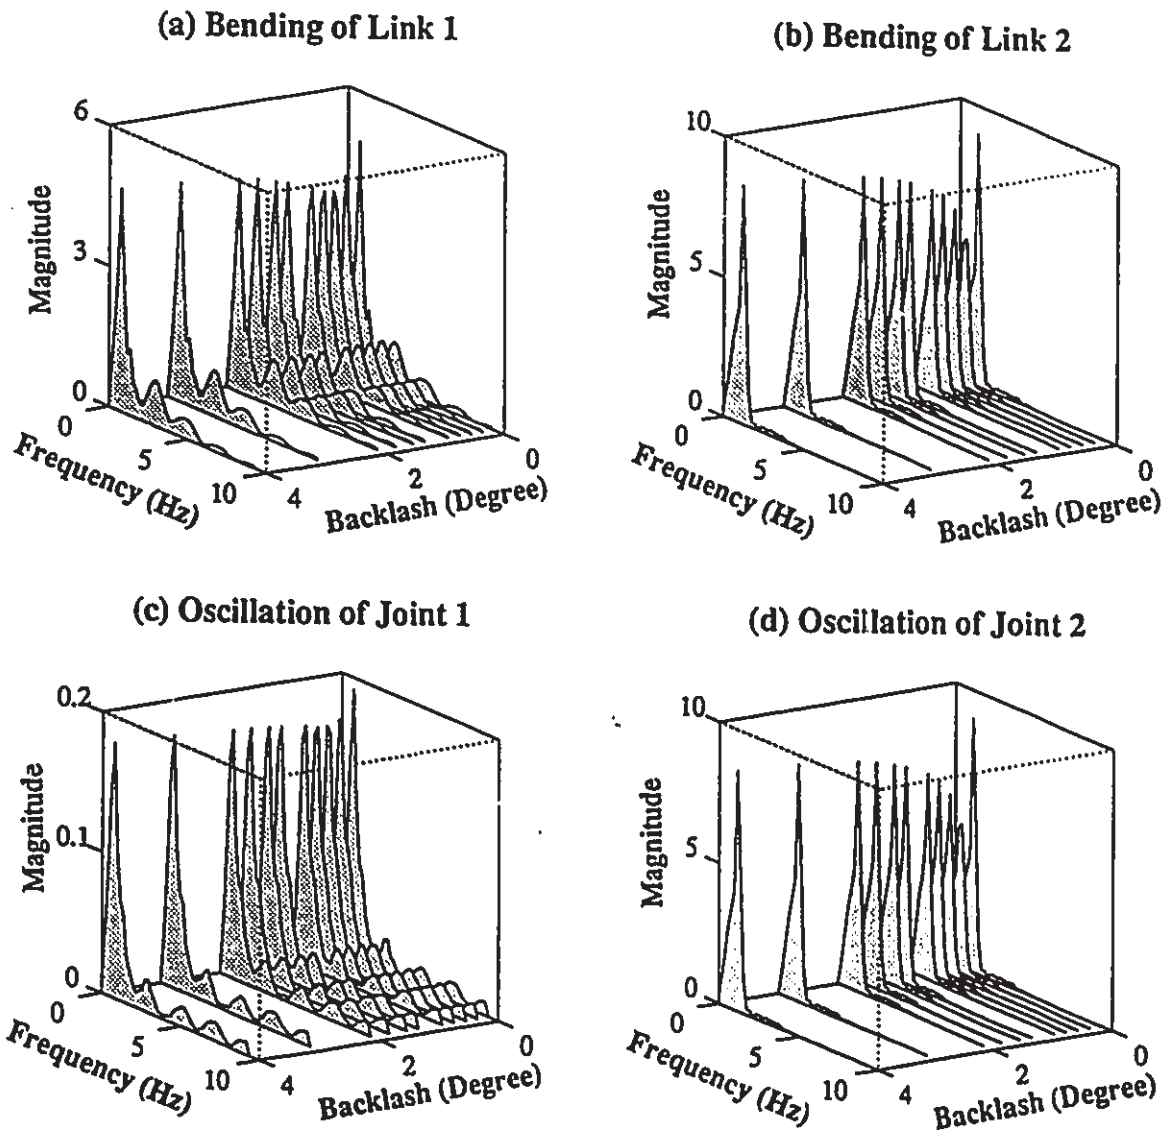 (a) Bending of Link 1
6
3
0
Magnitude
0
5
10
Frequency (Hz)
4
2
0
Backlash (Degree)
(b) Bending of Link 2
10
5
0
Magnitude
0
5
10
Frequency (Hz)
4
2
0
Backlash (Degree)
(c) Oscillation of Joint 1
0.2
0.1
0
Magnitude
0
5
10
Frequency (Hz)
4
2
0
Backlash (Degree)
(d) Oscillation of Joint 2
10
5
0
Magnitude
0
5
10
Frequency (Hz)
4
2
0
Backlash (Degree)